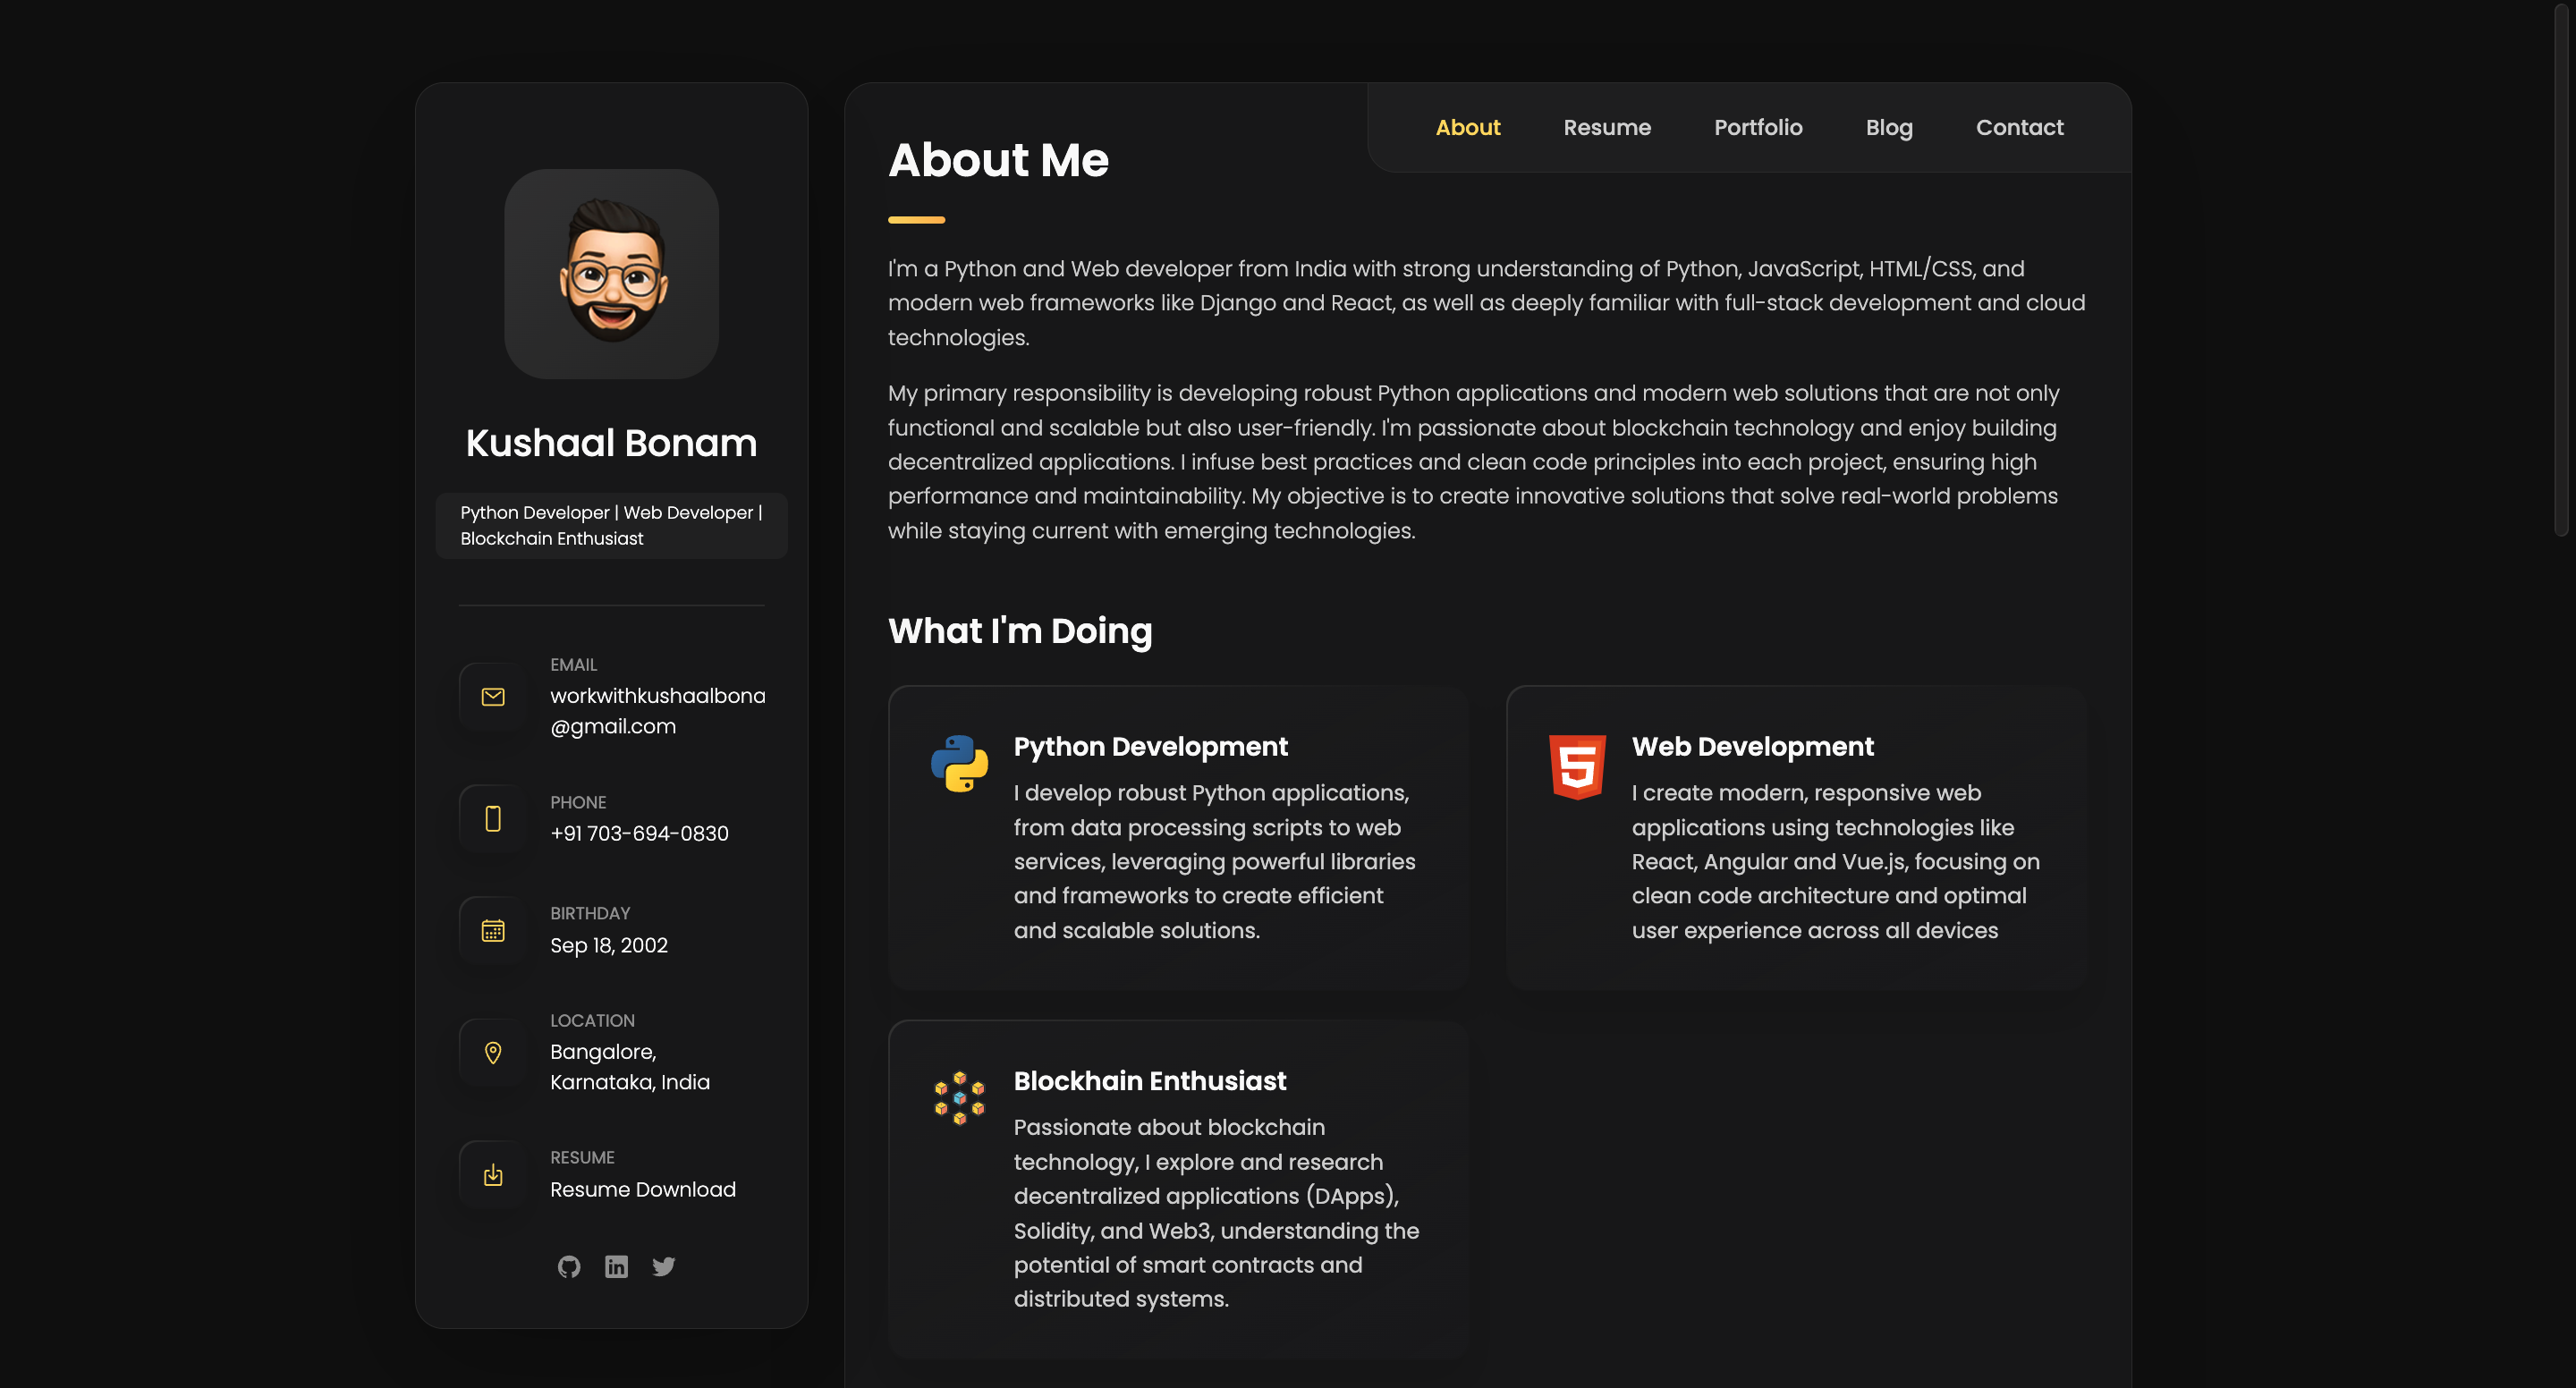 Kushaal Bonam
Python Developer | Web Developer |
Blockchain Enthusiast
EMAIL
workwithkushaalbona
@gmail.com
PHONE
+91 703-694-0830
BIRTHDAY
Sep 18, 2002
LOCATION
Bangalore,
Karnataka, India
RESUME
Resume Download
About Resume Portfolio Blog Contact
About Me
I'm a Python and Web developer from India with strong understanding of Python, JavaScript, HTML/CSS, and
modern web frameworks like Django and React, as well as deeply familiar with full-stack development and cloud
technologies.
My primary responsibility is developing robust Python applications and modern web solutions that are not only
functional and scalable but also user-friendly. I'm passionate about blockchain technology and enjoy building
decentralized applications. I infuse best practices and clean code principles into each project, ensuring high
performance and maintainability. My objective is to create innovative solutions that solve real-world problems
while staying current with emerging technologies.
What I'm Doing
Python Development
I develop robust Python applications,
from data processing scripts to web
services, leveraging powerful libraries
and frameworks to create efficient
and scalable solutions.
Web Development
I create modern, responsive web
applications using technologies like
React, Angular and Vue.js, focusing on
clean code architecture and optimal
user experience across all devices
Blockhain Enthusiast
Passionate about blockchain
technology, I explore and research
decentralized applications (DApps),
Solidity, and Web3, understanding the
potential of smart contracts and
distributed systems.